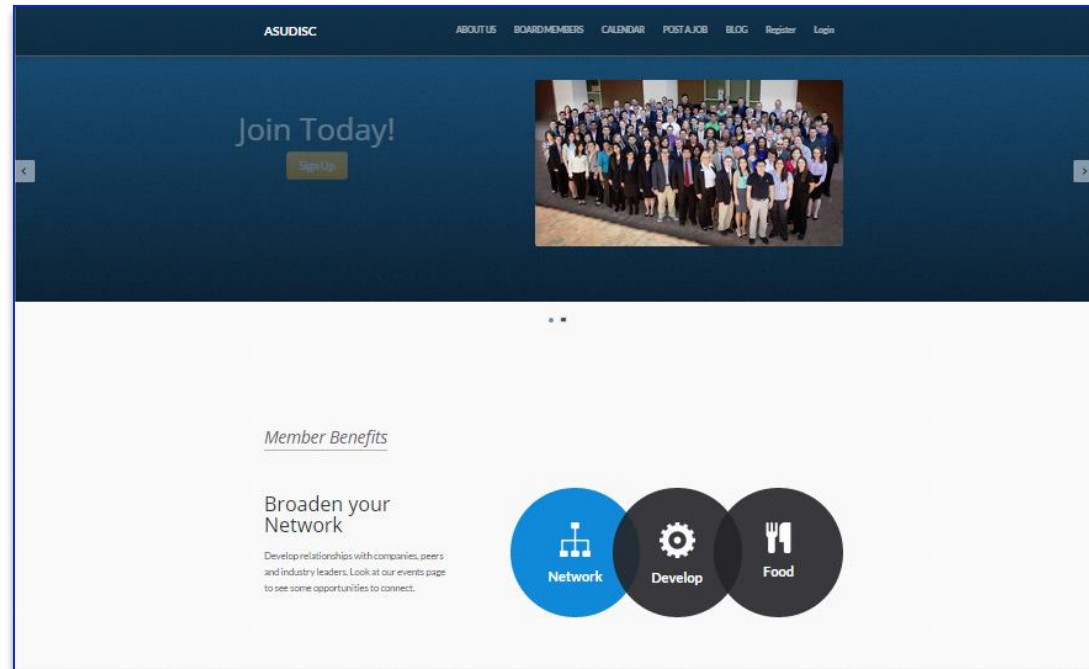 ASUDISC
ABOUT US BOARD MEMBERS CALENDAR POST A JOB BLOG Register Login
Join Today!
Sign Up
Member Benefits
Broaden your
Network
Develop relationships with companies, peers
and industry leaders. Look at our events page
to see some opportunities to connect.
Network
Develop
Food